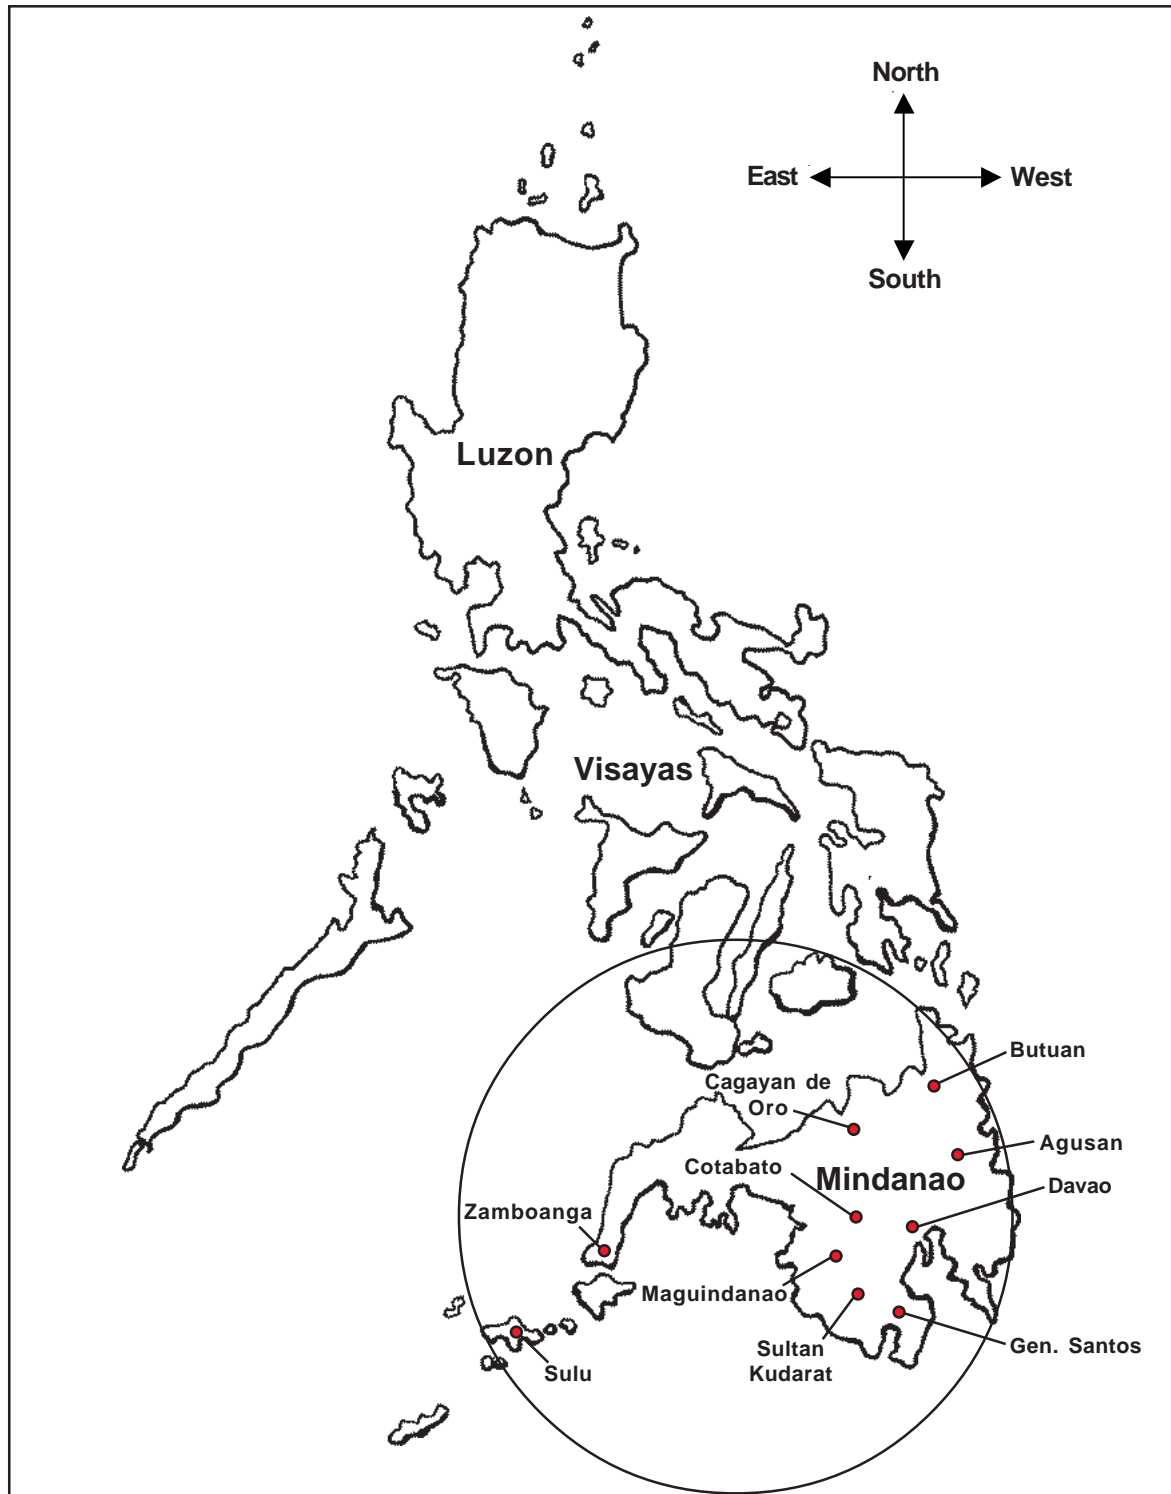 North
East West
South
Luzon
Visayas
Butuan
Cagayan de
Oro
Agusan
Cotabato
Mindanao
Davao
Zamboanga
Maguindanao
Sultan
Kudarat
Gen. Santos
Sulu